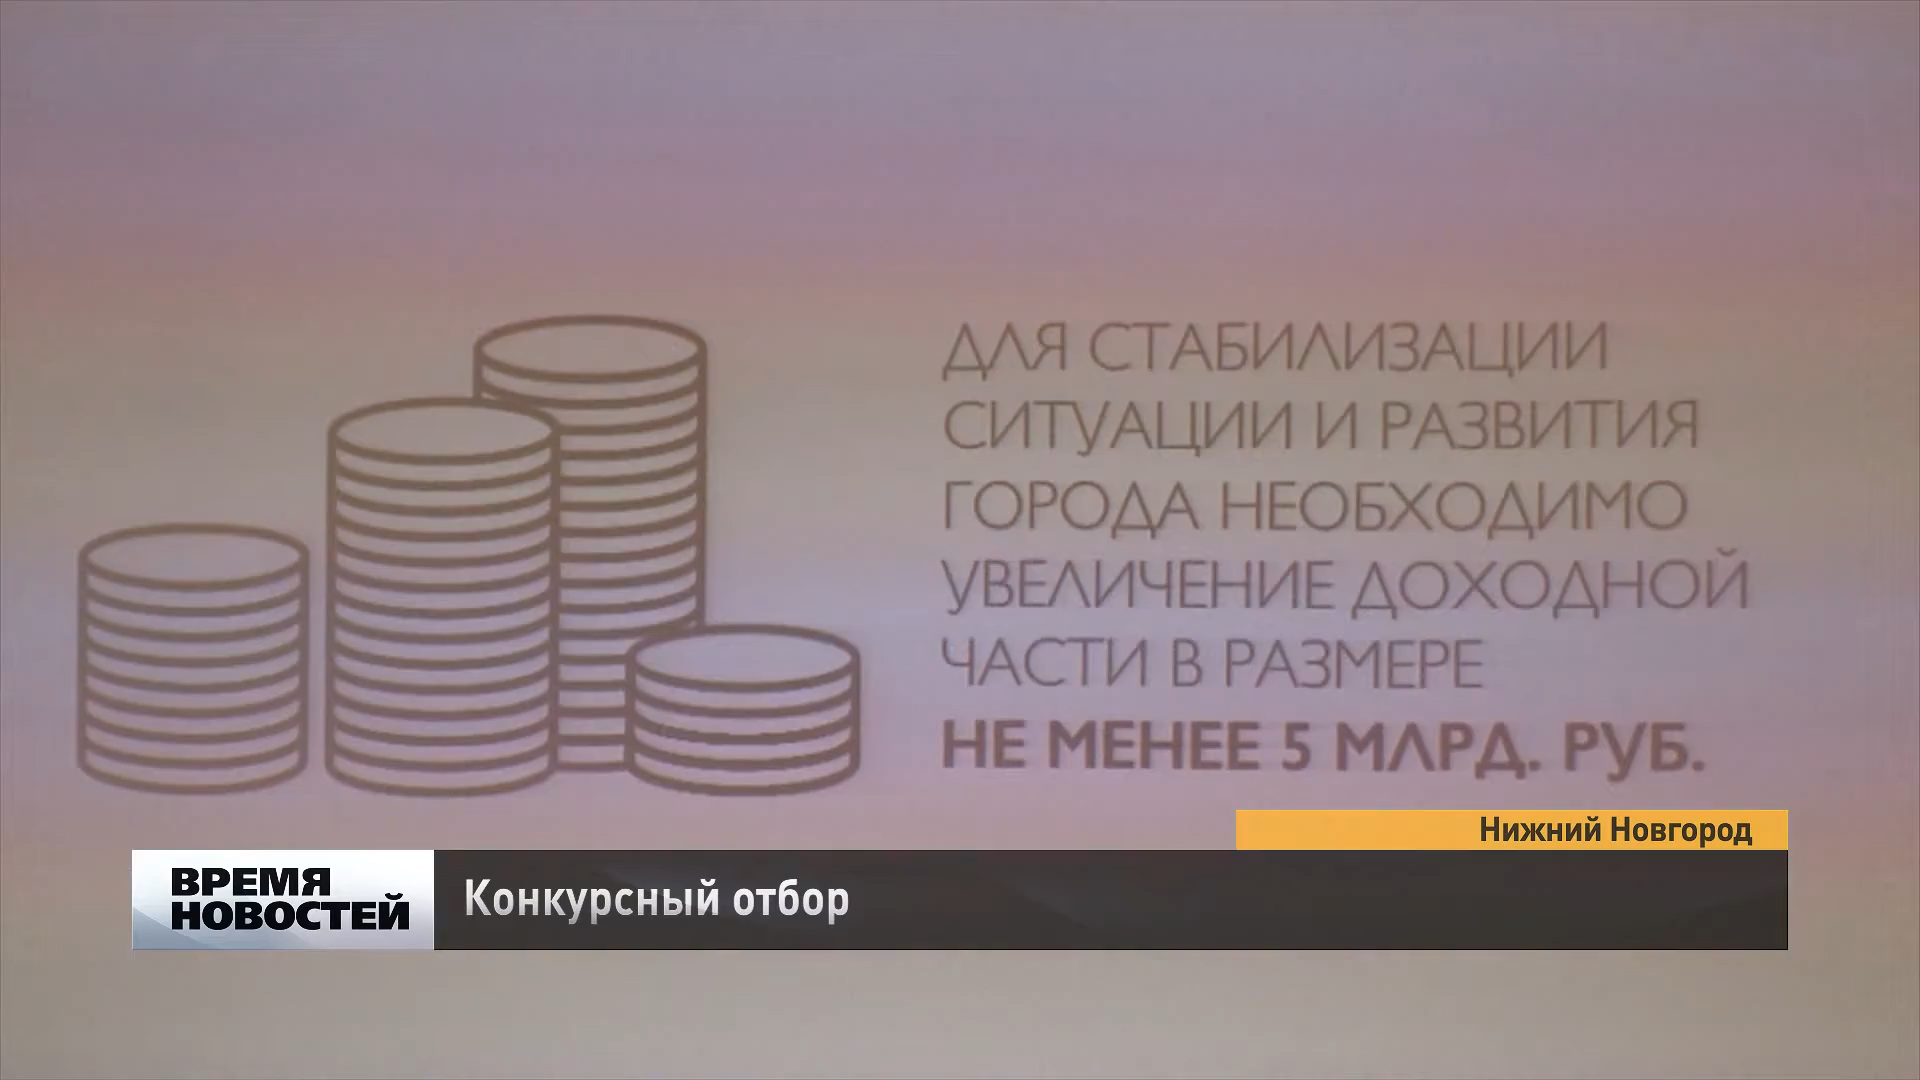 ДЛЯ СТАБИЛИЗАЦИИ
СИТУАЦИИ И РАЗВИТИЯ
ГОРОДА НЕОБХОДИМО
УВЕЛИЧЕНИЕ ДОХОДНОЙ
ЧАСТИ В РАЗМЕРЕ
НЕ МЕНЕЕ 5 МЛРД. РУБ.
Нижний Новгород
ВРЕМЯ
НОВОСТЕЙ
Конкурсный отбор